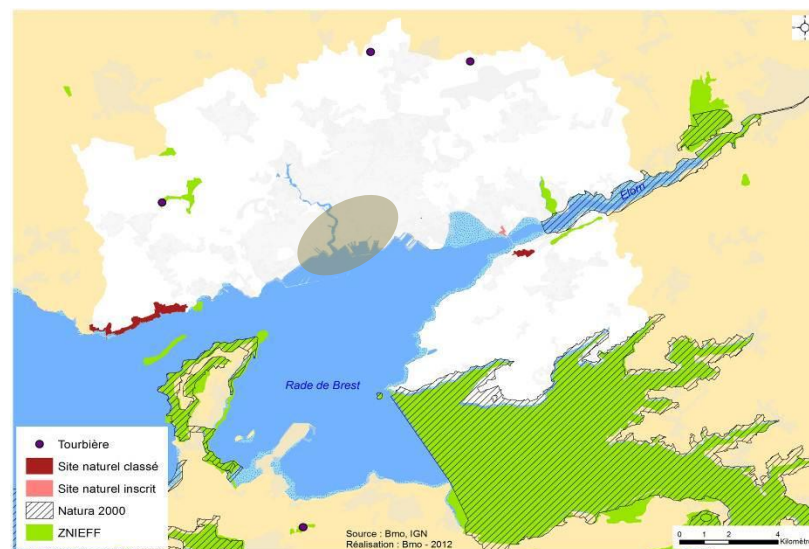 Elorn
Rade de Brest
Tourbière
Site naturel classé
Site naturel inscrit
Natura 2000
ZNIEFF
Source : Bmo, IGN
Réalisation : Bmo - 2012
0 1 2 4
Kilomètr